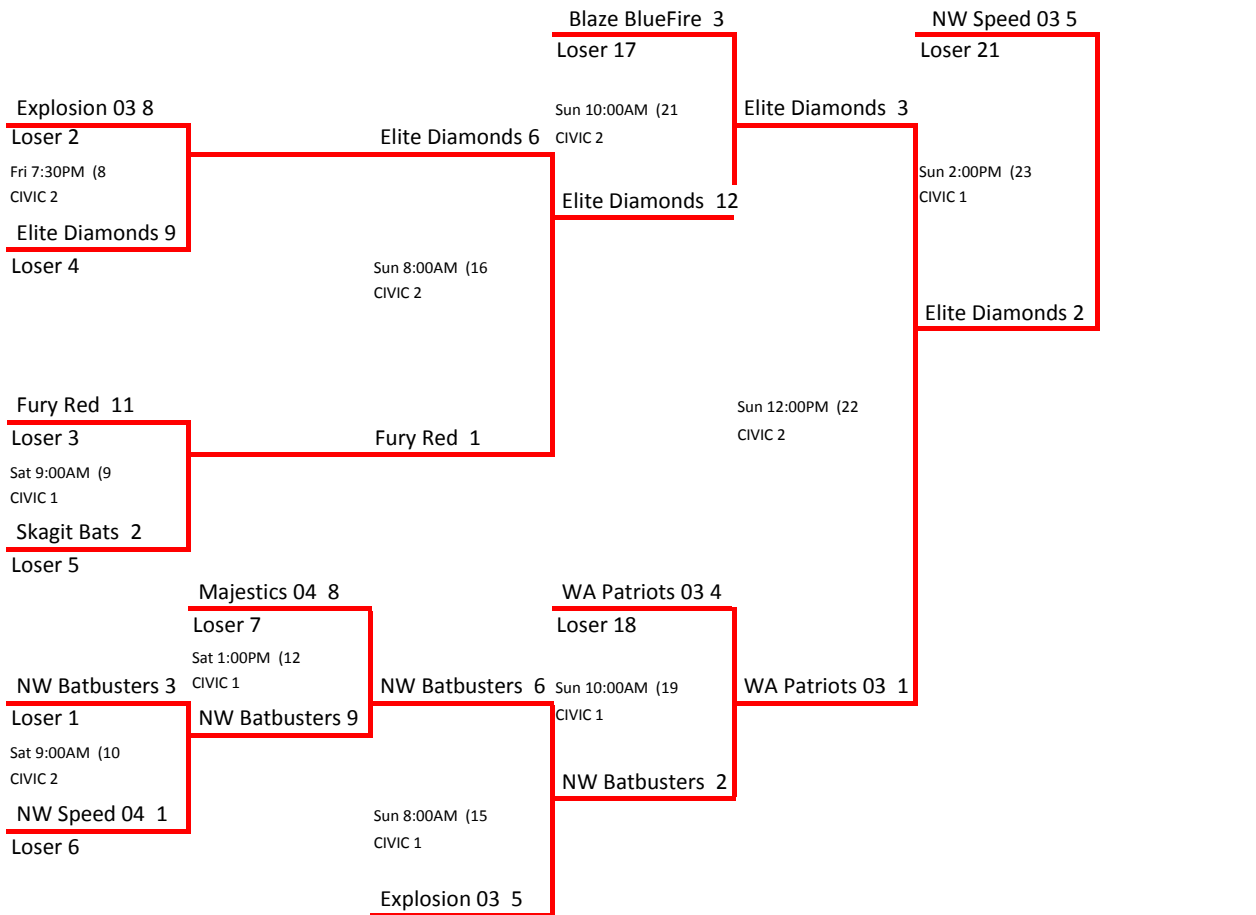 Blaze BlueFire 3
NW Speed 03 5
Loser 17
Loser 21
Explosion 03 8
Loser 2
Fri 7:30PM (8
CIVIC 2
Elite Diamonds 9
Loser 4
Elite Diamonds 6
Sun 10:00AM (21
CIVIC 2
Elite Diamonds 3
Elite Diamonds 12
Sun 2:00PM (23
CIVIC 1
Sun 8:00AM (16
CIVIC 2
Elite Diamonds 2
Fury Red 11
Loser 3
Sat 9:00AM (9
CIVIC 1
Skagit Bats 2
Loser 5
Fury Red 1
Sun 12:00PM (22
CIVIC 2
Majestics 04 8
Loser 7
Sat 1:00PM (12
CIVIC 1
NW Batbusters 9
WA Patriots 03 4
Loser 18
NW Batbusters 3
Loser 1
Sat 9:00AM (10
CIVIC 2
NW Speed 04 1
Loser 6
NW Batbusters 6
Sun 10:00AM (19
CIVIC 1
WA Patriots 03 1
NW Batbusters 2
Sun 8:00AM (15
CIVIC 1
Explosion 03 5